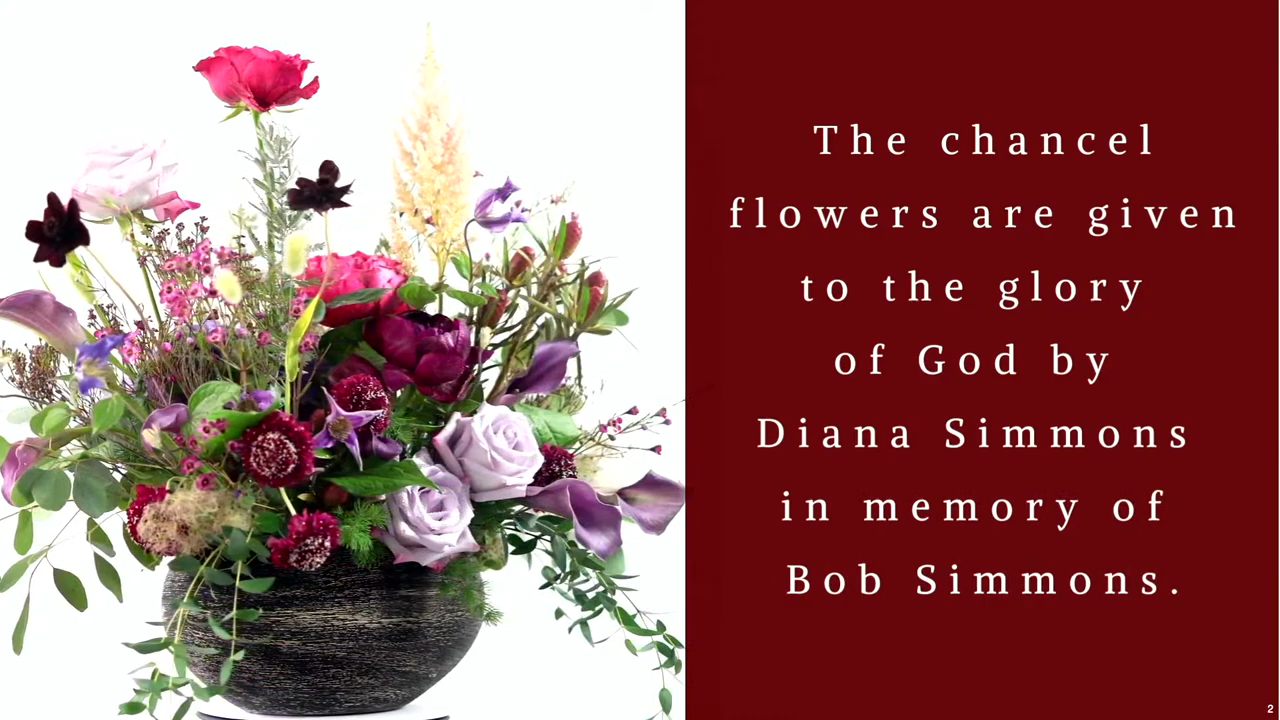 The chancel
flowers are given
to the glory
of God by
Diana Simmons
in memory of
Bob Simmons.
2